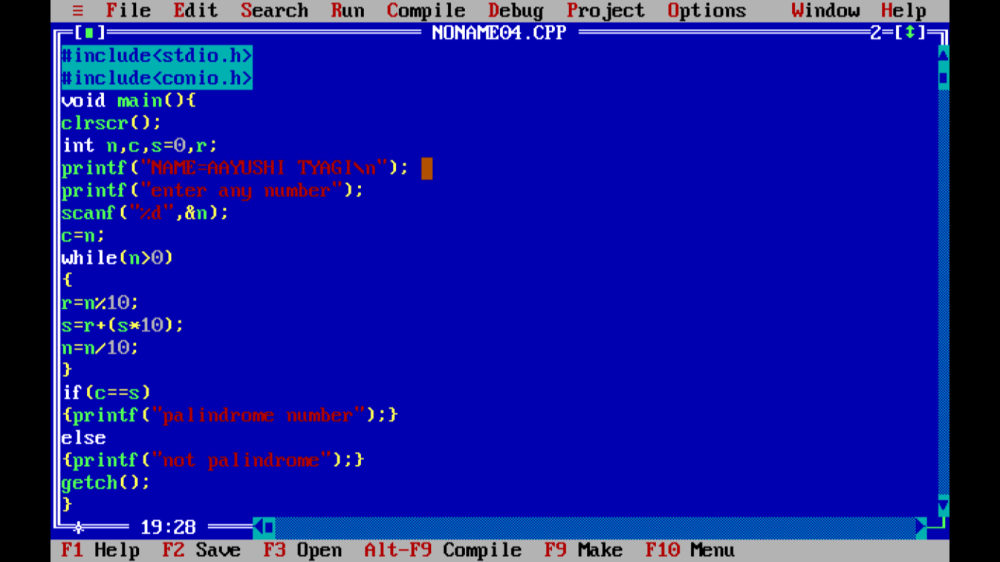 ≡ File Edit Search Run Compile Debug Project Options Window Help
[■] NONAME04.CPP 2=[↕]
#include<stdio.h>
#include<conio.h>
void main(){
clrscr();
int n,c,s=0,r;
printf("NAME=AAYUSHI TYAGI\n");
printf("enter any number");
scanf("%d",&n);
c=n;
while(n>0)
{
r=n%10;
s=r+(s*10);
n=n/10;
}
if(c==s)
{printf("palindrome number");}
else
{printf("not palindrome");}
getch();
}
19:28
F1 Help F2 Save F3 Open Alt-F9 Compile F9 Make F10 Menu